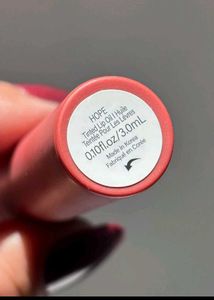 HOPE
Tinted Lip Oil | Huile
Teintée Pour Les Lèvres
0.10fl.oz/3.0mL
Made in Korea
Fabriqué en Corée